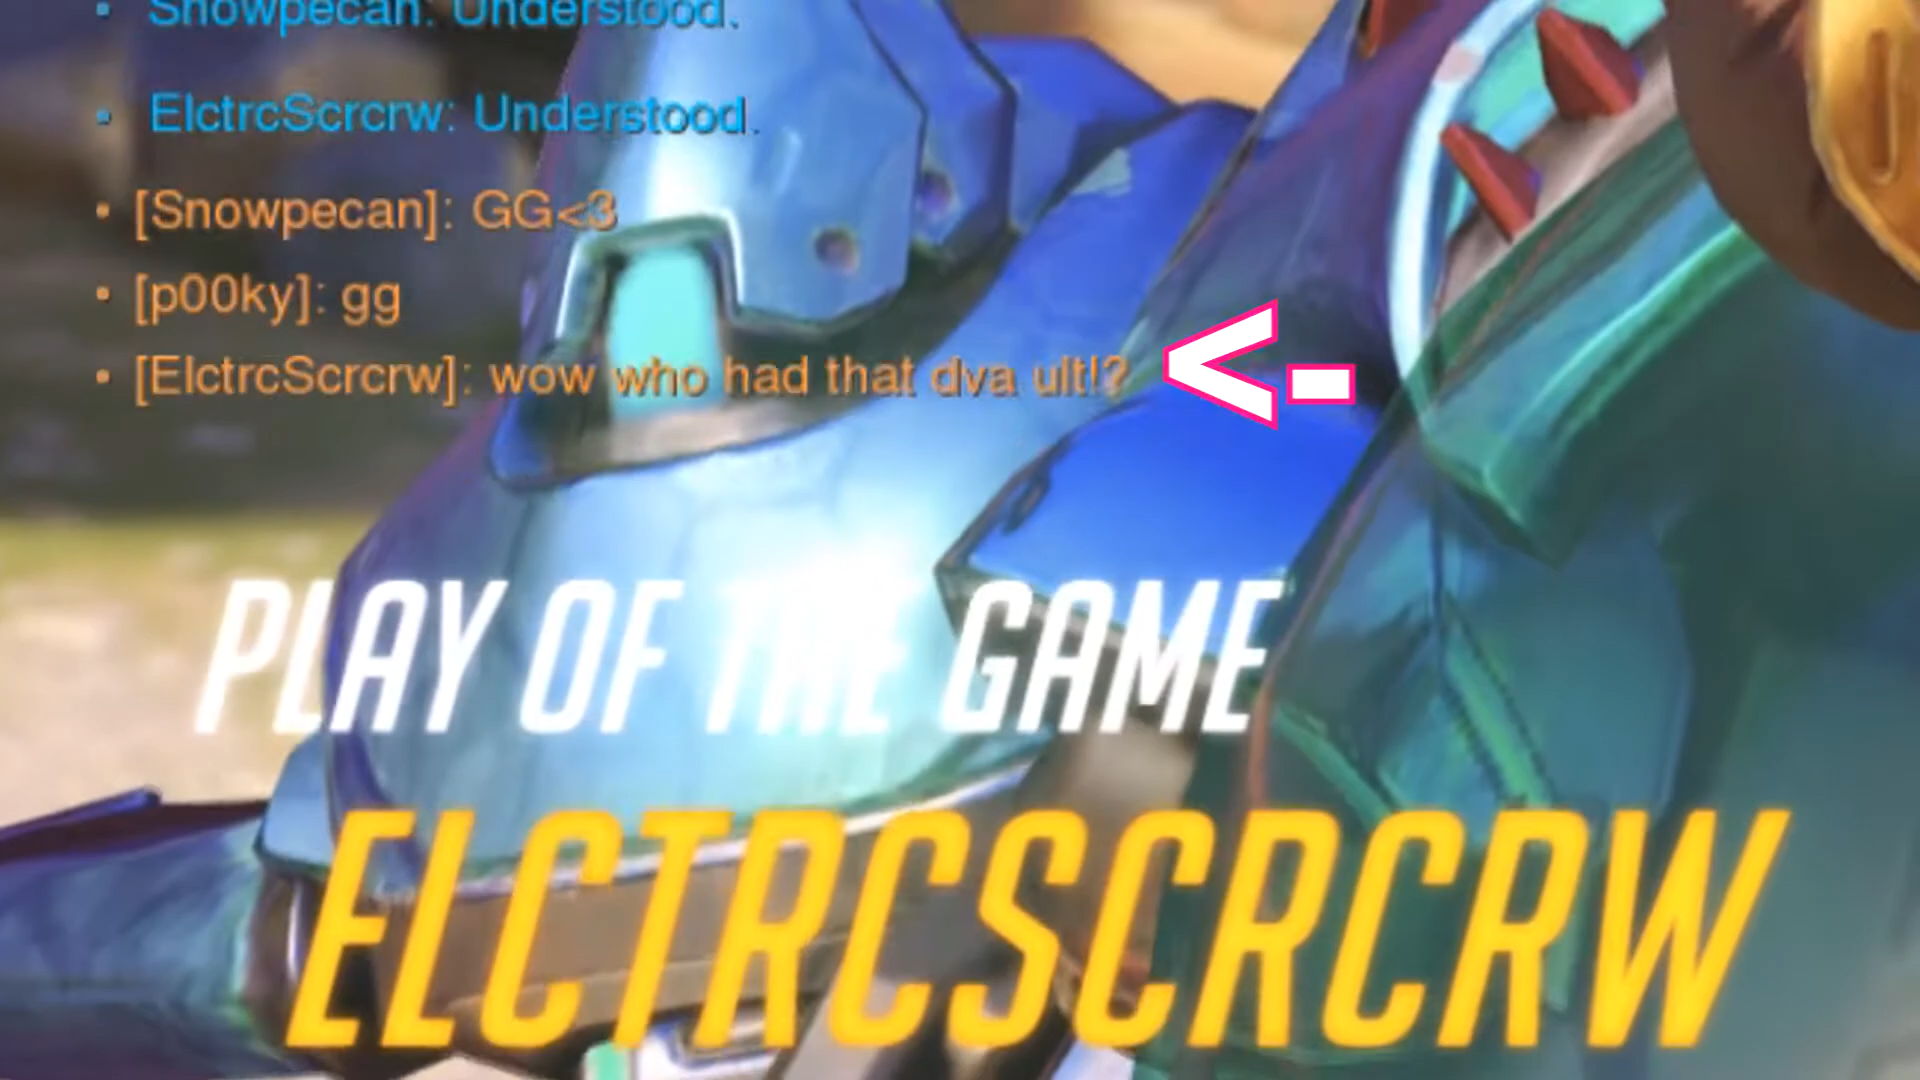 • Snowpecan: Understood.
• ElctrcScrcrw: Understood.
• [Snowpecan]: GG<3
• [p00ky]: gg
• [ElctrcScrcrw]: wow who had that dva ult!? <-
PLAY OF THE GAME
ELCTRCSCRCRW